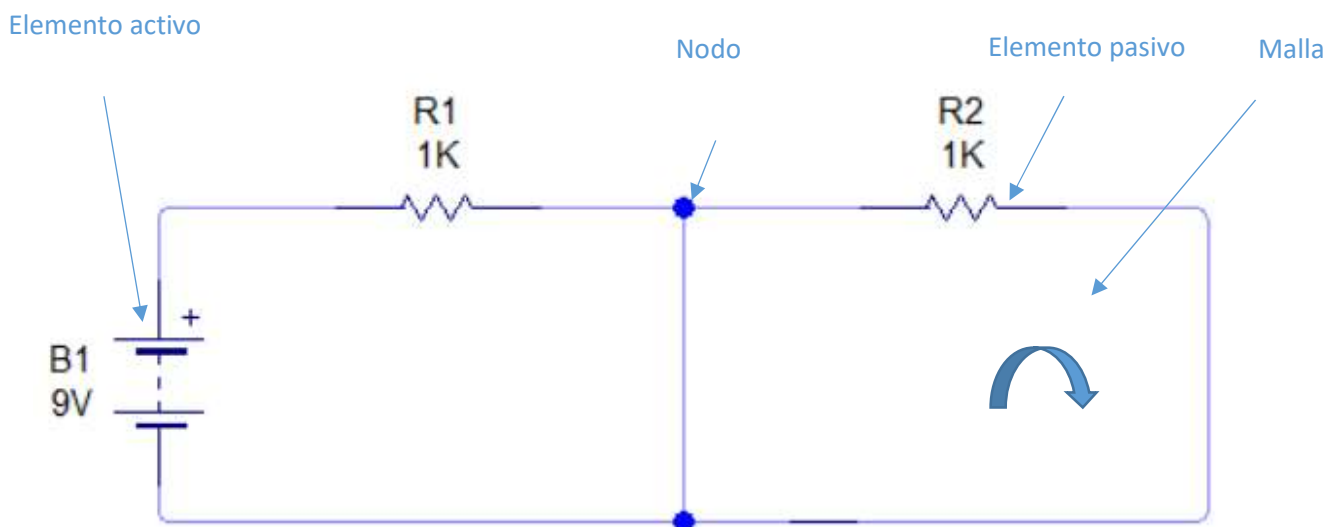 Elemento activo
Nodo
Elemento pasivo
Malla
R1
1K
R2
1K
+
B1
9V